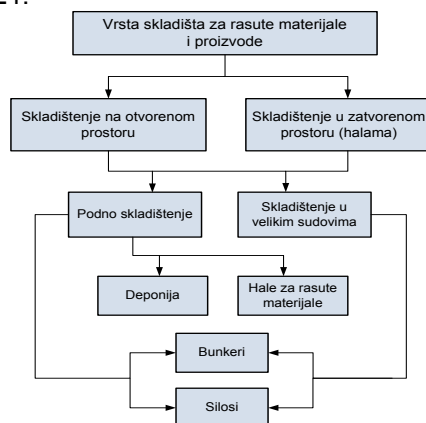 Vrsta skladišta za rasute materijale
i proizvode
Skladištenje na otvorenom
prostoru
Skladištenje u zatvorenom
prostoru (halama)
Podno skladištenje
Skladištenje u
velikim sudovima
Deponija
Hale za rasute
materijale
Bunkeri
Silosi